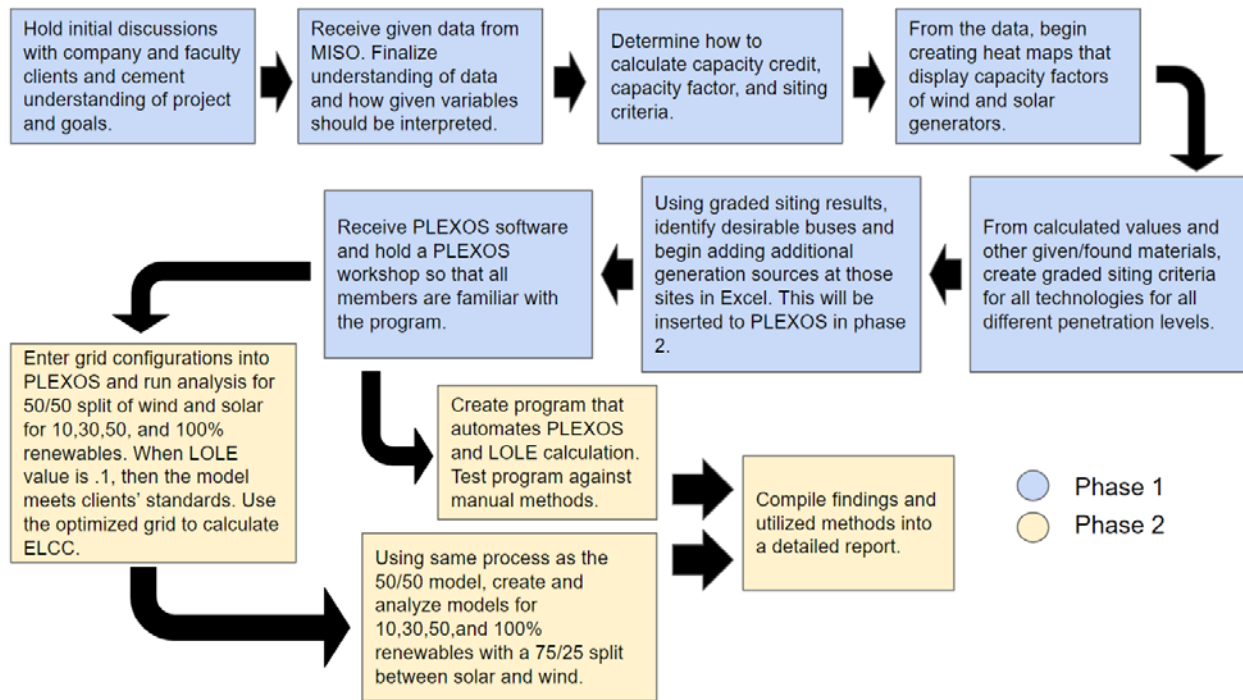 Hold initial discussions
with company and faculty
clients and cement
understanding of project
and goals.
Receive given data from
MISO. Finalize
understanding of data
and how given variables
should be interpreted.
Determine how to
calculate capacity credit,
capacity factor, and siting
criteria.
From the data, begin
creating heat maps that
display capacity factors
of wind and solar
generators.
From calculated values and
other given/found materials,
create graded siting criteria
for all technologies for all
different penetration levels.
Using graded siting results,
identify desirable buses and
begin adding additional
generation sources at those
sites in Excel. This will be
inserted to PLEXOS in phase
2.
Receive PLEXOS software
and hold a PLEXOS
workshop so that all
members are familiar with
the program.
Enter grid configurations into
PLEXOS and run analysis for
50/50 split of wind and solar
for 10,30,50, and 100%
renewables. When LOLE
value is .1, then the model
meets clients' standards. Use
the optimized grid to calculate
ELCC.
Create program that
automates PLEXOS
and LOLE calculation.
Test program against
manual methods.
Using same process as the
50/50 model, create and
analyze models for
10,30,50,and 100%
renewables with a 75/25 split
between solar and wind.
Compile findings and
utilized methods into
a detailed report.
Phase 1
Phase 2